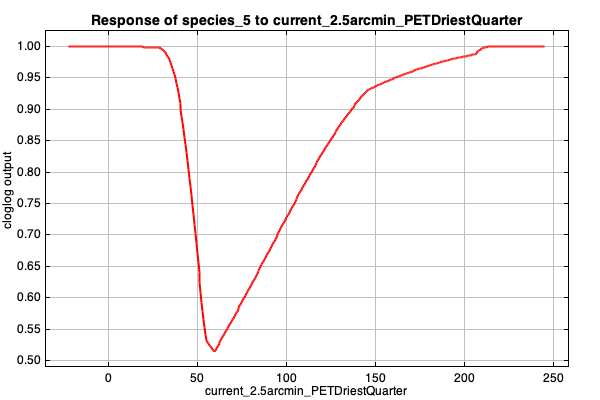 Response of species_5 to current_2.5arcmin_PETDriestQuarter
cloglog output
1.00
0.95
0.90
0.85
0.80
0.75
0.70
0.65
0.60
0.55
0.50
0 50 100 150 200 250
current_2.5arcmin_PETDriestQuarter